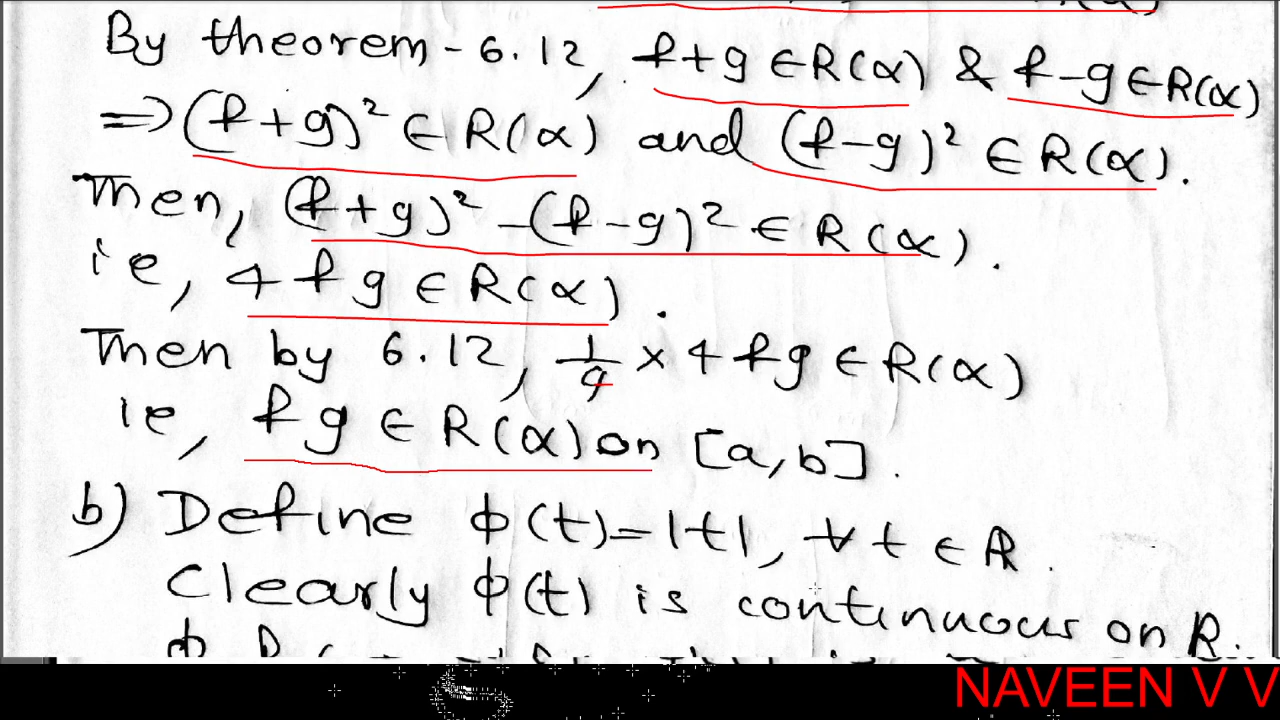 By theorem - 6.12, f+g ∈ R(α) & f-g ∈ R(α)
⇒ (f+g)² ∈ R(α) and (f-g)² ∈ R(α).
Then, (f+g)² - (f-g)² ∈ R(α).
ie, 4fg ∈ R(α).
Then by 6.12, 1/4 × 4fg ∈ R(α)
ie, fg ∈ R(α) on [a,b].
b) Define φ(t)=|t|, ∀ t ∈ R.
Clearly φ(t) is continuous on R.
NAVEEN V V